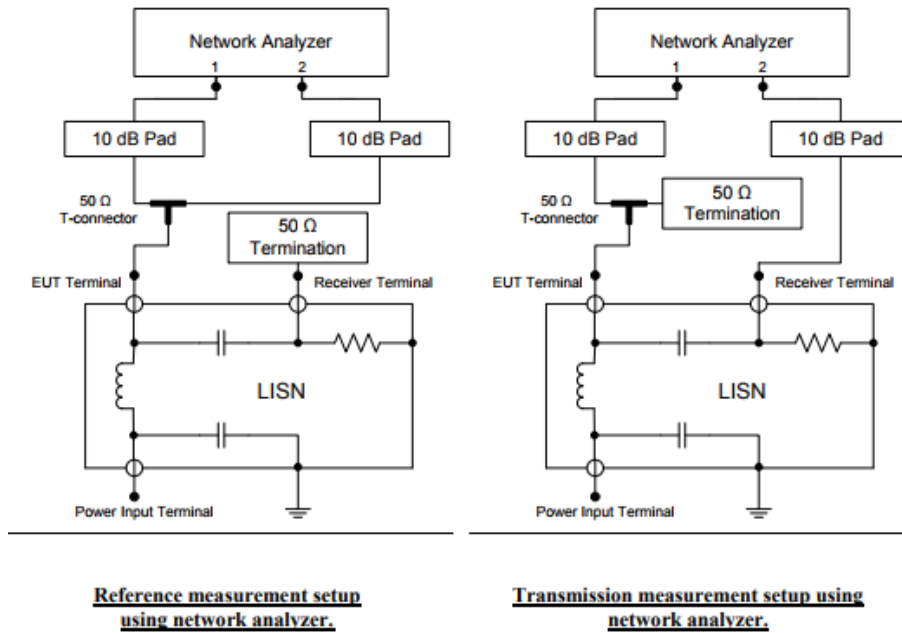 Network Analyzer
1 2
10 dB Pad
10 dB Pad
50 Ω
T-connector
50 Ω
Termination
EUT Terminal
Receiver Terminal
LISN
Power Input Terminal
Reference measurement setup
using network analyzer.
Network Analyzer
1 2
10 dB Pad
10 dB Pad
50 Ω
T-connector
50 Ω
Termination
EUT Terminal
Receiver Terminal
LISN
Power Input Terminal
Transmission measurement setup using
network analyzer.